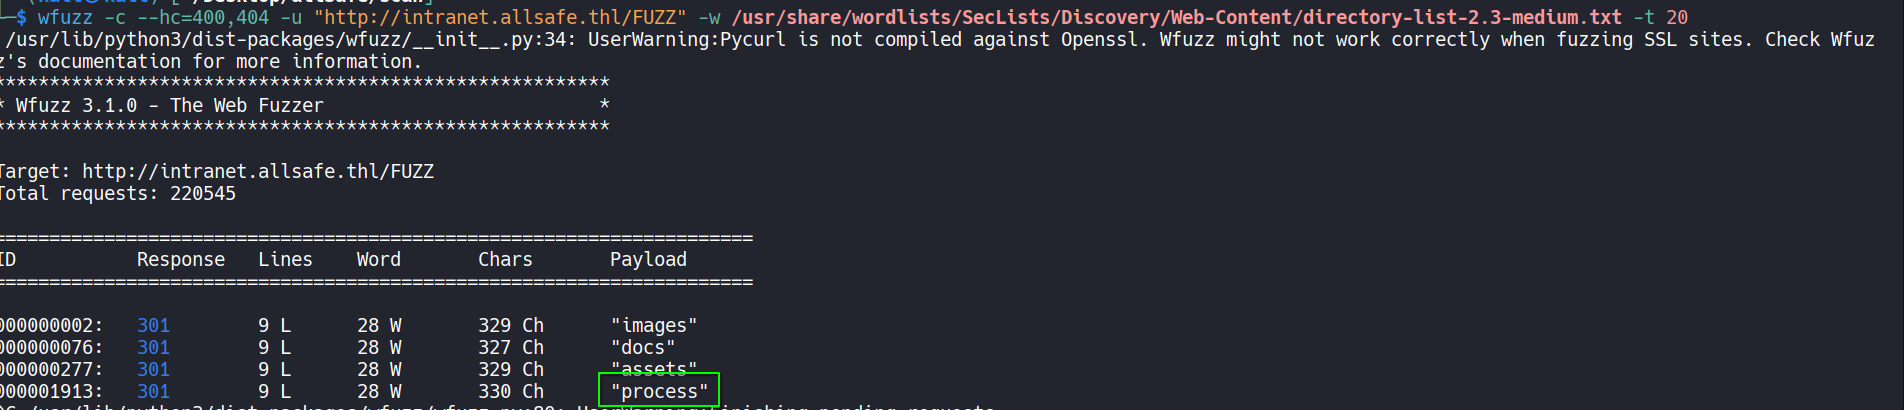 $ wfuzz -c --hc=400,404 -u "http://intranet.allsafe.thl/FUZZ" -w /usr/share/wordlists/SecLists/Discovery/Web-Content/directory-list-2.3-medium.txt -t 20
/usr/lib/python3/dist-packages/wfuzz/__init__.py:34: UserWarning:Pycurl is not compiled against Openssl. Wfuzz might not work correctly when fuzzing SSL sites. Check Wfuz
z's documentation for more information.
********************************************************
* Wfuzz 3.1.0 - The Web Fuzzer                         *
********************************************************
Target: http://intranet.allsafe.thl/FUZZ
Total requests: 220545
=====================================================================
ID           Response   Lines    Word       Chars       Payload
=====================================================================
000000002:   301        9 L      28 W       329 Ch      "images"
000000076:   301        9 L      28 W       327 Ch      "docs"
000000277:   301        9 L      28 W       329 Ch      "assets"
000001913:   301        9 L      28 W       330 Ch      "process"